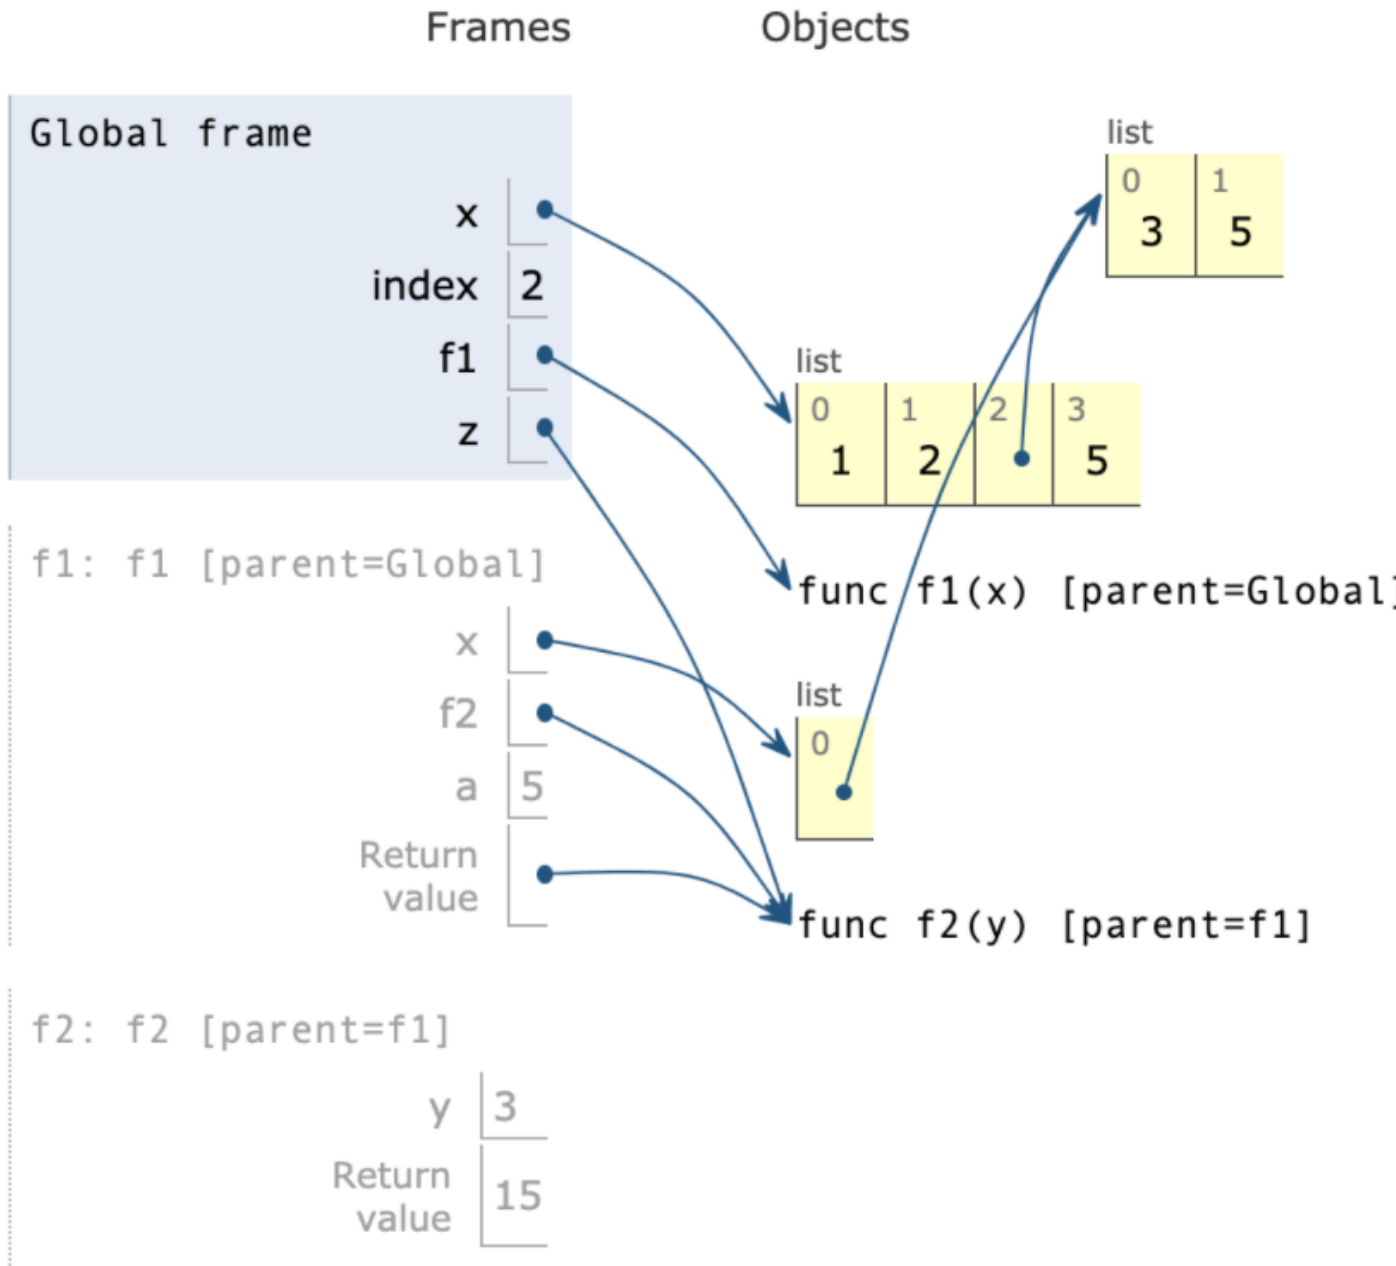 Frames Objects
Global frame
x
index 2
f1
z
list
0 1
3 5
list
0 1 2 3
1 2 5
f1: f1 [parent=Global]
func f1(x) [parent=Global]
x
f2
a 5
Return
value
list
0
func f2(y) [parent=f1]
f2: f2 [parent=f1]
y 3
Return
value
15